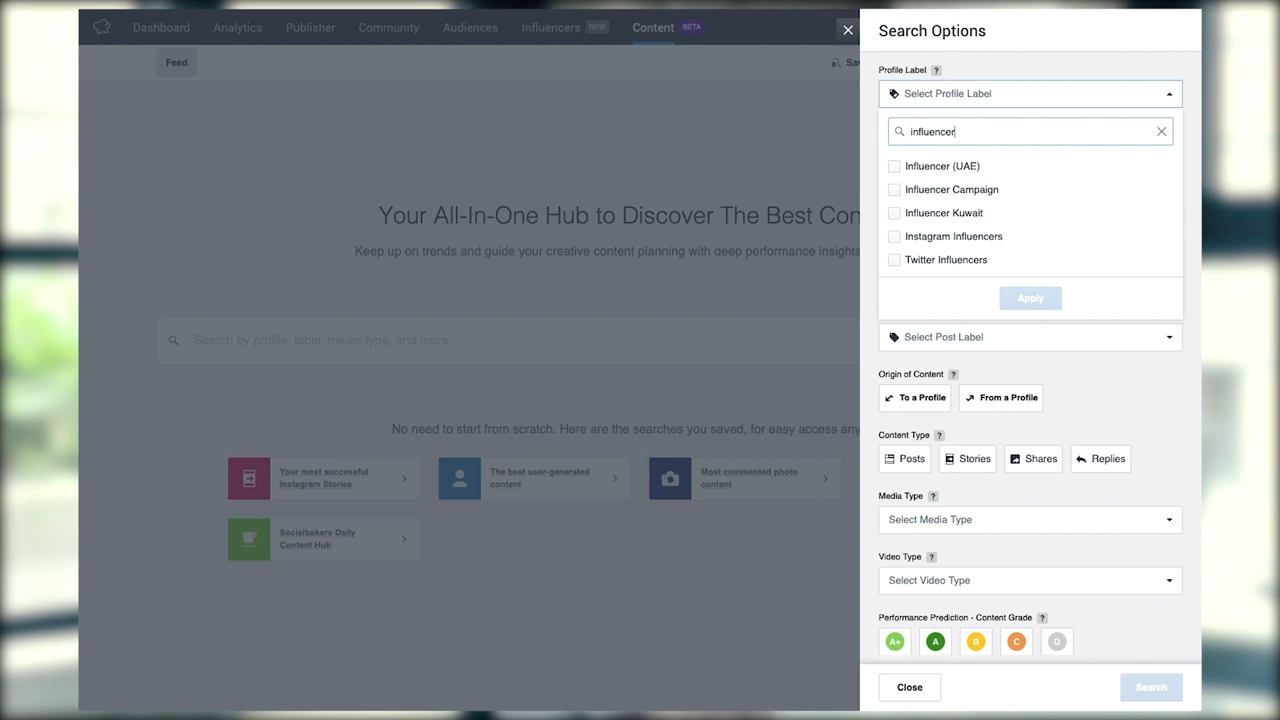 Dashboard Analytics Publisher Community Audiences Influencers NEW Content BETA
Feed
Sav
Your All-In-One Hub to Discover The Best Con
Keep up on trends and guide your creative content planning with deep performance insights
Search by profile, label, media type, and more
No need to start from scratch. Here are the searches you saved, for easy access any
Your most successful
Instagram Stories
The best user-generated
content
Most commented photo
content
Socialbakers Daily
Content Hub
Search Options
Profile Label ?
Select Profile Label
influencer
Influencer (UAE)
Influencer Campaign
Influencer Kuwait
Instagram Influencers
Twitter Influencers
Apply
Select Post Label
Origin of Content ?
To a Profile From a Profile
Content Type ?
Posts Stories Shares Replies
Media Type ?
Select Media Type
Video Type ?
Select Video Type
Performance Prediction - Content Grade ?
A+ A B C D
Close Search